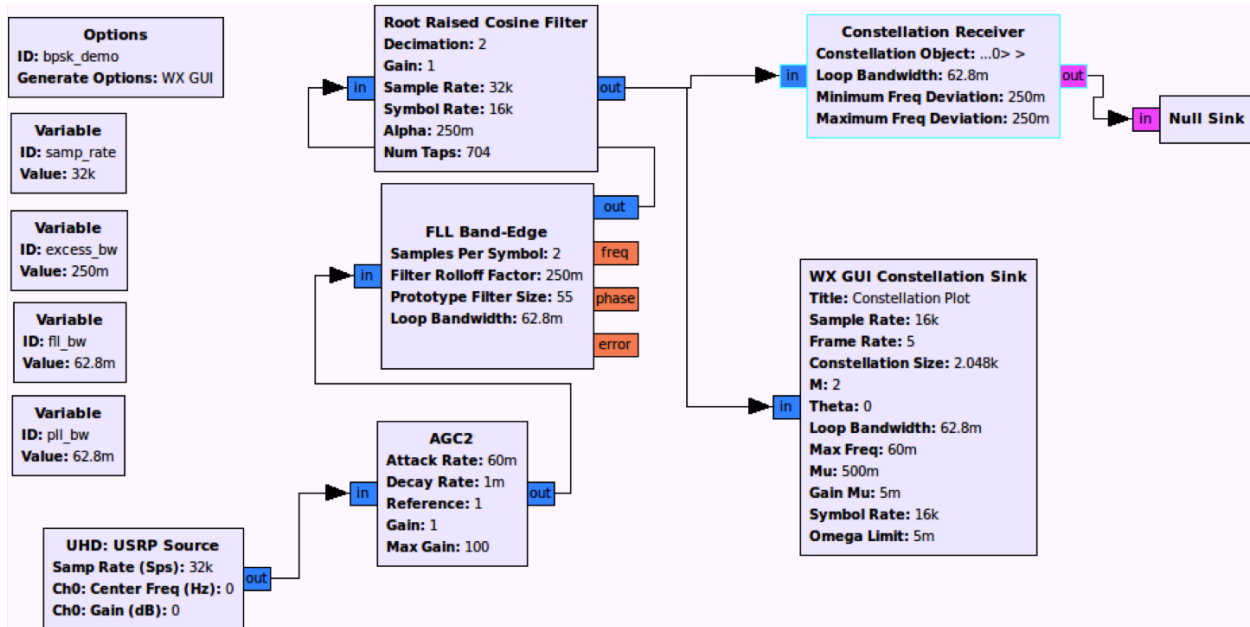 Options
ID: bpsk_demo
Generate Options: WX GUI
Variable
ID: samp_rate
Value: 32k
Variable
ID: excess_bw
Value: 250m
Variable
ID: fll_bw
Value: 62.8m
Variable
ID: pll_bw
Value: 62.8m
UHD: USRP Source
Samp Rate (Sps): 32k
Ch0: Center Freq (Hz): 0
Ch0: Gain (dB): 0
out
in
AGC2
Attack Rate: 60m
Decay Rate: 1m
Reference: 1
Gain: 1
Max Gain: 100
out
in
FLL Band-Edge
Samples Per Symbol: 2
Filter Rolloff Factor: 250m
Prototype Filter Size: 55
Loop Bandwidth: 62.8m
out
freq
phase
error
in
Root Raised Cosine Filter
Decimation: 2
Gain: 1
Sample Rate: 32k
Symbol Rate: 16k
Alpha: 250m
Num Taps: 704
out
in
Constellation Receiver
Constellation Object: ...0> >
Loop Bandwidth: 62.8m
Minimum Freq Deviation: 250m
Maximum Freq Deviation: 250m
out
in
Null Sink
in
WX GUI Constellation Sink
Title: Constellation Plot
Sample Rate: 16k
Frame Rate: 5
Constellation Size: 2.048k
M: 2
Theta: 0
Loop Bandwidth: 62.8m
Max Freq: 60m
Mu: 500m
Gain Mu: 5m
Symbol Rate: 16k
Omega Limit: 5m